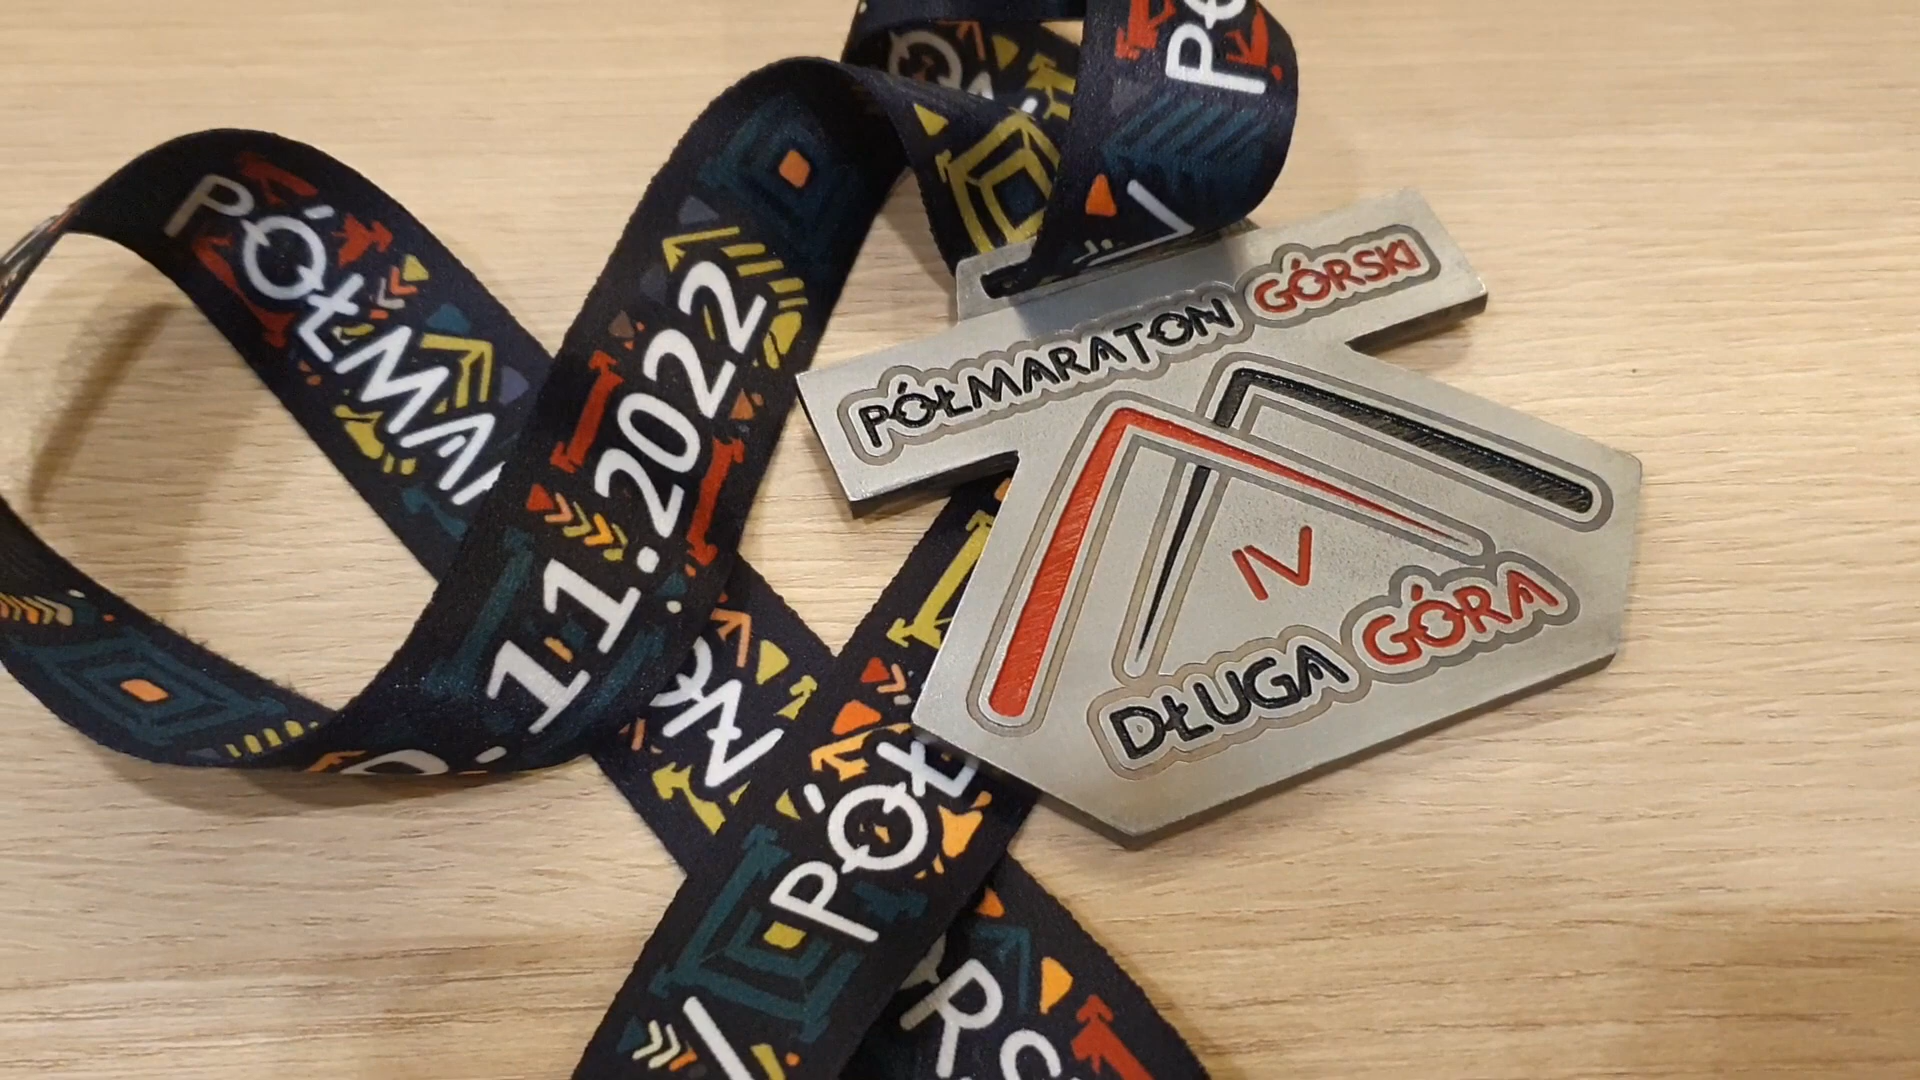 PÓŁMARATON GÓRSKI
IV
DŁUGA GÓRA
PÓŁMA
11.2022
PÓŁ